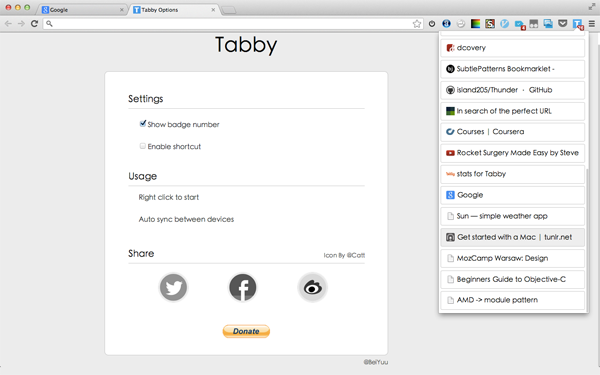 Google
Tabby Options
Tabby
Settings
Show badge number
Enable shortcut
Usage
Right click to start
Auto sync between devices
Share
Icon By @Catt
Donate
@BelYuu
dcovery
SubtlePatterns Bookmarklet -
island205/Thunder · GitHub
In search of the perfect URL
Courses | Coursera
Rocket Surgery Made Easy by Steve
stats for Tabby
Google
Sun — simple weather app
Get started with a Mac | tunlr.net
MozCamp Warsaw: Design
Beginners Guide to Objective-C
AMD -> module pattern